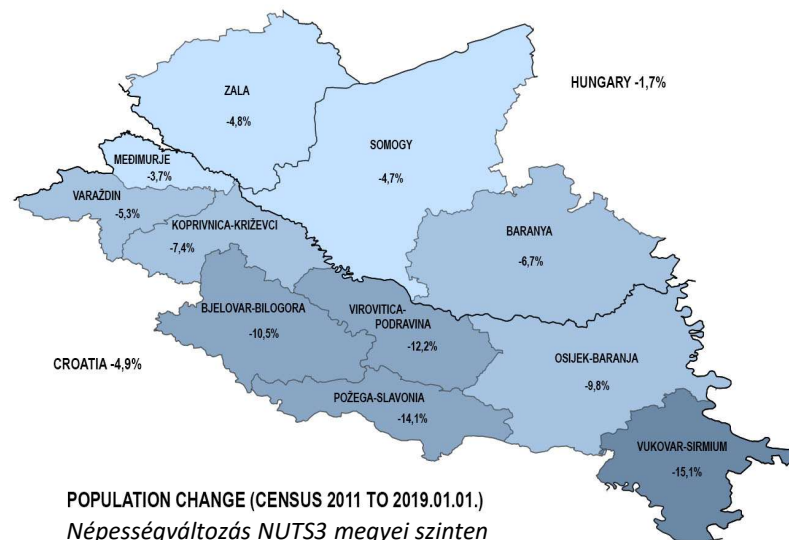 ZALA
-4,8%
HUNGARY -1,7%
SOMOGY
-4,7%
MEĐIMURJE
-3,7%
VARAŽDIN
-5,3%
KOPRIVNICA-KRIŽEVCI
-7,4%
BARANYA
-6,7%
BJELOVAR-BILOGORA
-10,5%
VIROVITICA-
PODRAVINA
-12,2%
CROATIA -4,9%
OSIJEK-BARANJA
-9,8%
POŽEGA-SLAVONIA
-14,1%
VUKOVAR-SIRMIUM
-15,1%
POPULATION CHANGE (CENSUS 2011 TO 2019.01.01.)
Népességváltozás NUTS3 megyei szinten